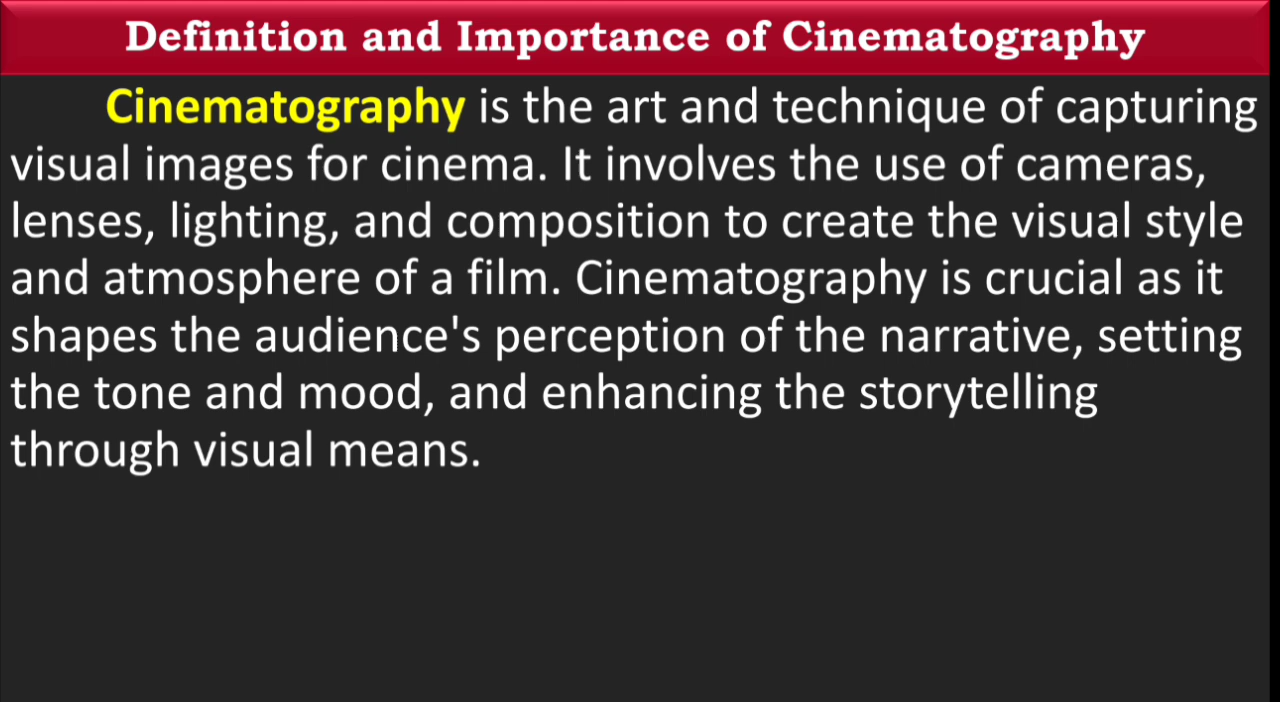 Definition and Importance of Cinematography
Cinematography is the art and technique of capturing
visual images for cinema. It involves the use of cameras,
lenses, lighting, and composition to create the visual style
and atmosphere of a film. Cinematography is crucial as it
shapes the audience's perception of the narrative, setting
the tone and mood, and enhancing the storytelling
through visual means.